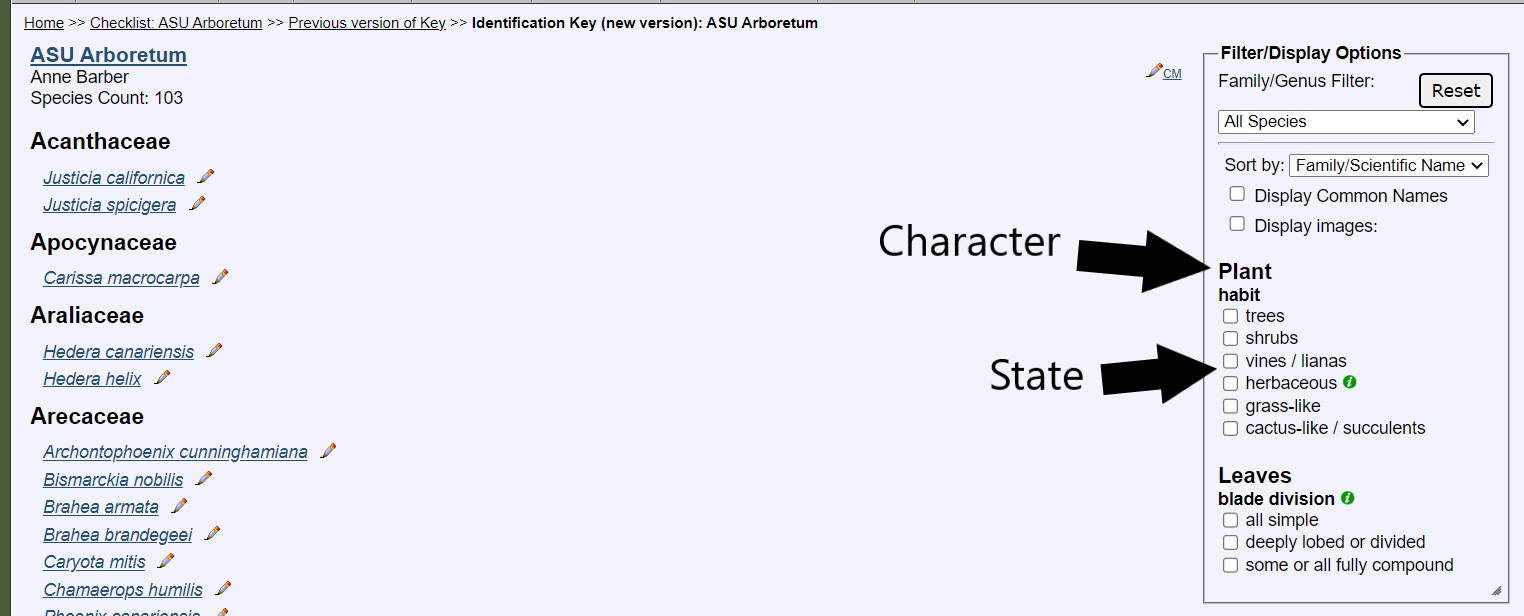 Home >> Checklist: ASU Arboretum >> Previous version of Key >> Identification Key (new version): ASU Arboretum
ASU Arboretum
Anne Barber
Species Count: 103
CM
Acanthaceae
Justicia californica
Justicia spicigera
Apocynaceae
Carissa macrocarpa
Araliaceae
Hedera canariensis
Hedera helix
Arecaceae
Archontophoenix cunninghamiana
Bismarckia nobilis
Brahea armata
Brahea brandegeei
Caryota mitis
Chamaerops humilis
Phoenix canariensis
Character
State
Filter/Display Options
Family/Genus Filter:
Reset
All Species
Sort by: Family/Scientific Name
Display Common Names
Display images:
Plant
habit
trees
shrubs
vines / lianas
herbaceous
grass-like
cactus-like / succulents
Leaves
blade division
all simple
deeply lobed or divided
some or all fully compound